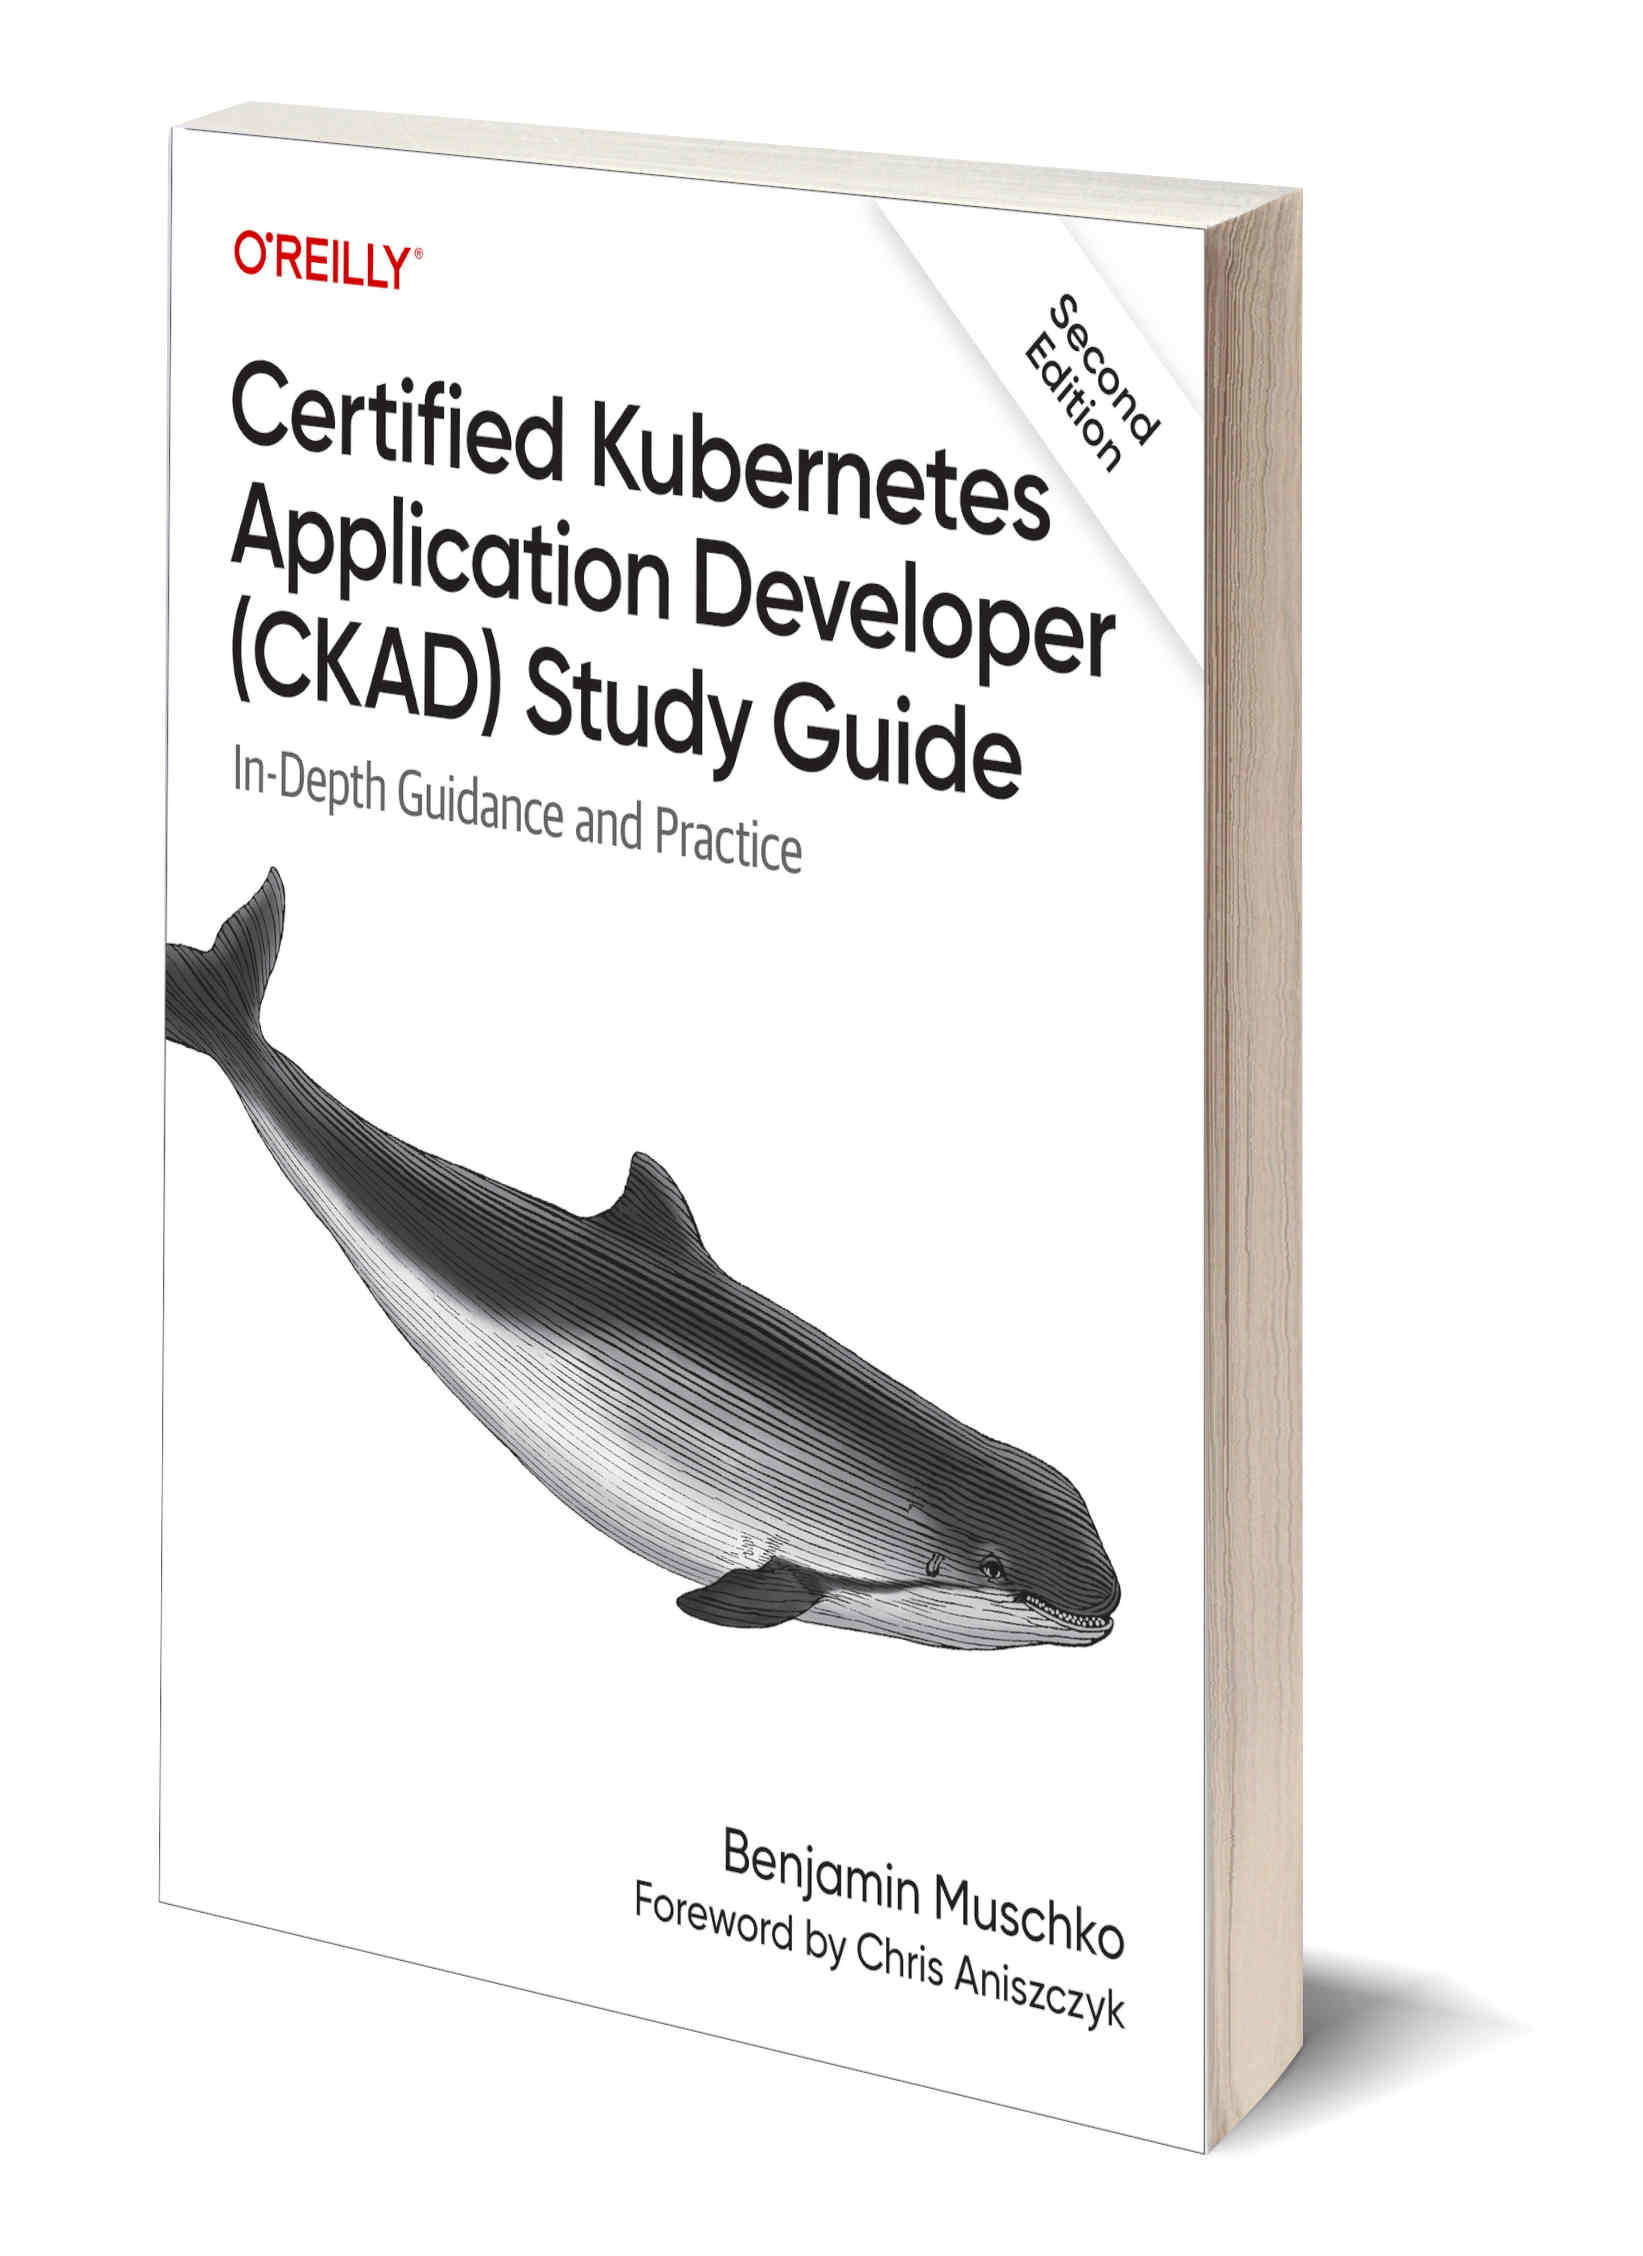 O'REILLY®
Second
Edition
Certified Kubernetes
Application Developer
(CKAD) Study Guide
In-Depth Guidance and Practice
Benjamin Muschko
Foreword by Chris Aniszczyk